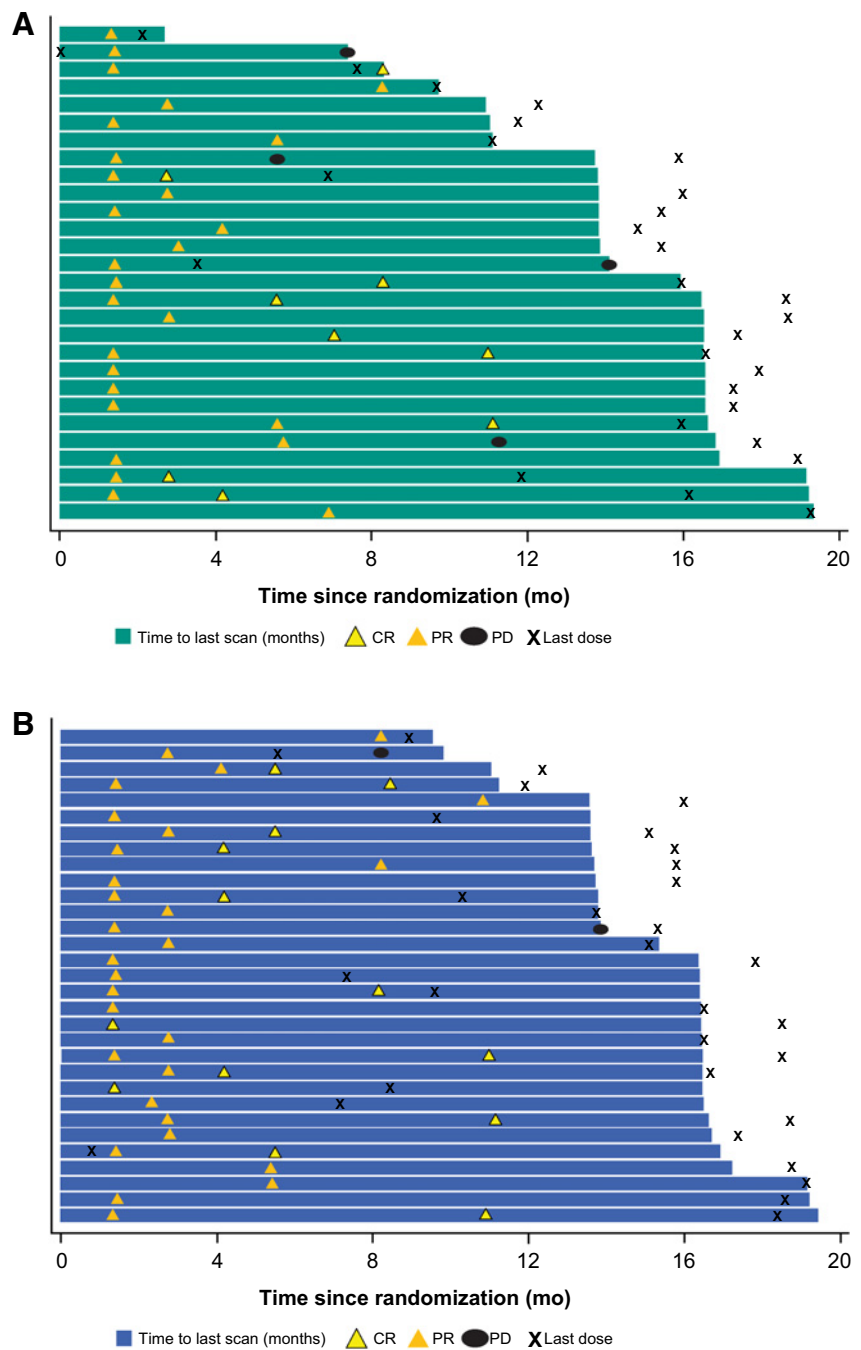 A
0 4 8 12 16 20
Time since randomization (mo)
Time to last scan (months) CR PR PD X Last dose
B
0 4 8 12 16 20
Time since randomization (mo)
Time to last scan (months) CR PR PD X Last dose